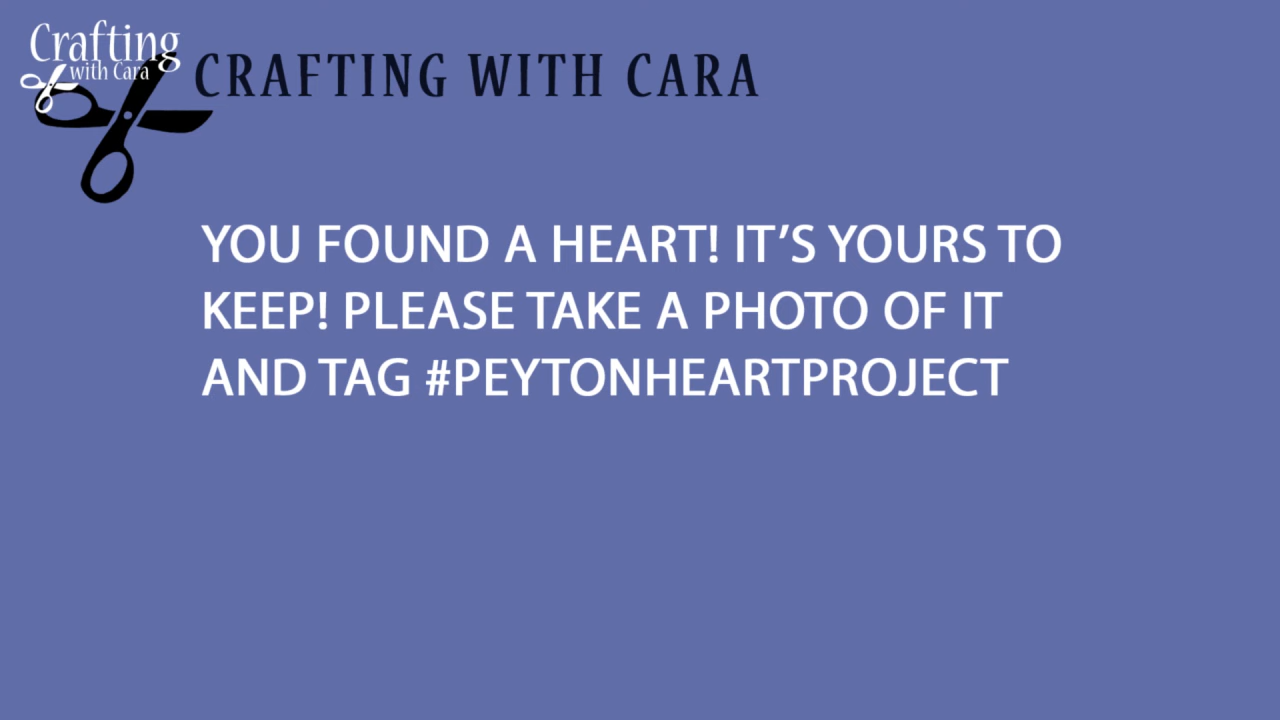 Crafting
with Cara
CRAFTING WITH CARA
YOU FOUND A HEART! IT’S YOURS TO
KEEP! PLEASE TAKE A PHOTO OF IT
AND TAG #PEYTONHEARTPROJECT